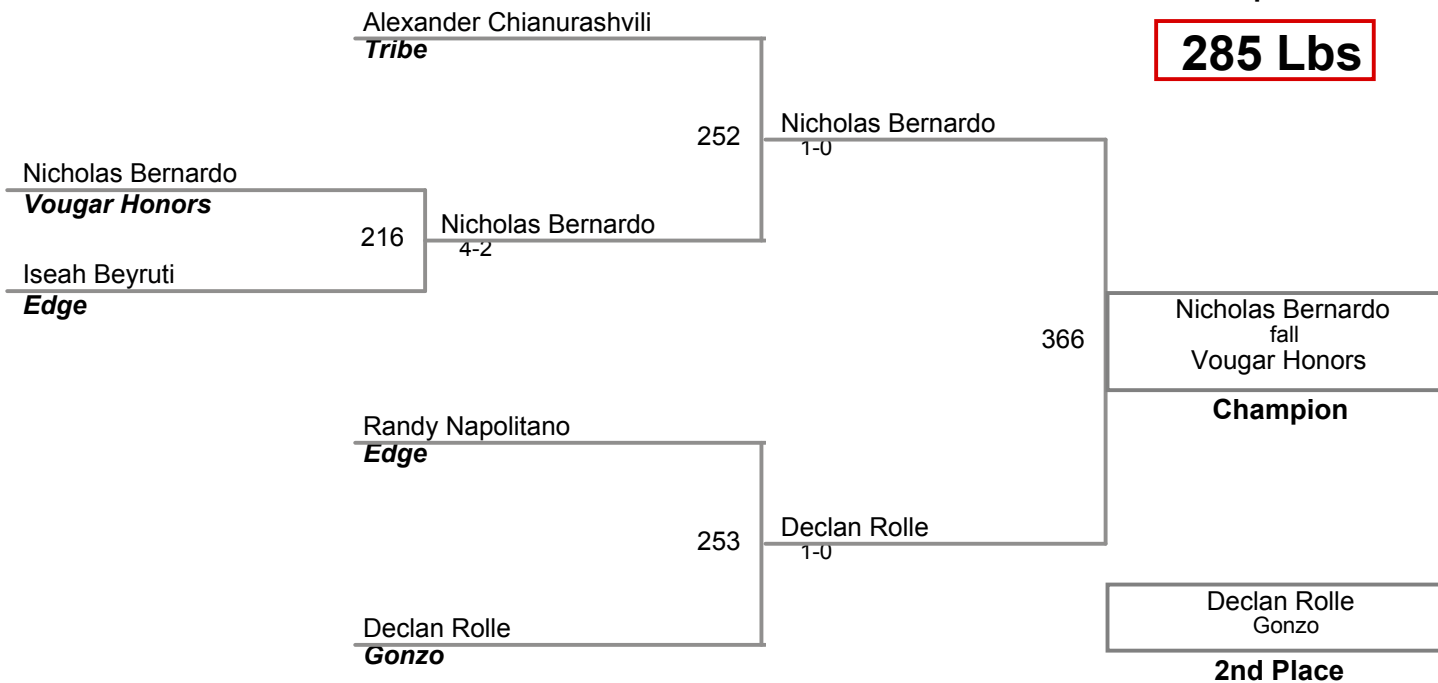 285 Lbs
Alexander Chianurashvili
Tribe
252
Nicholas Bernardo
1-0
Nicholas Bernardo
Vougar Honors
216
Nicholas Bernardo
4-2
Iseah Beyruti
Edge
366
Nicholas Bernardo
fall
Vougar Honors
Champion
Randy Napolitano
Edge
253
Declan Rolle
1-0
Declan Rolle
Gonzo
Declan Rolle
Gonzo
2nd Place